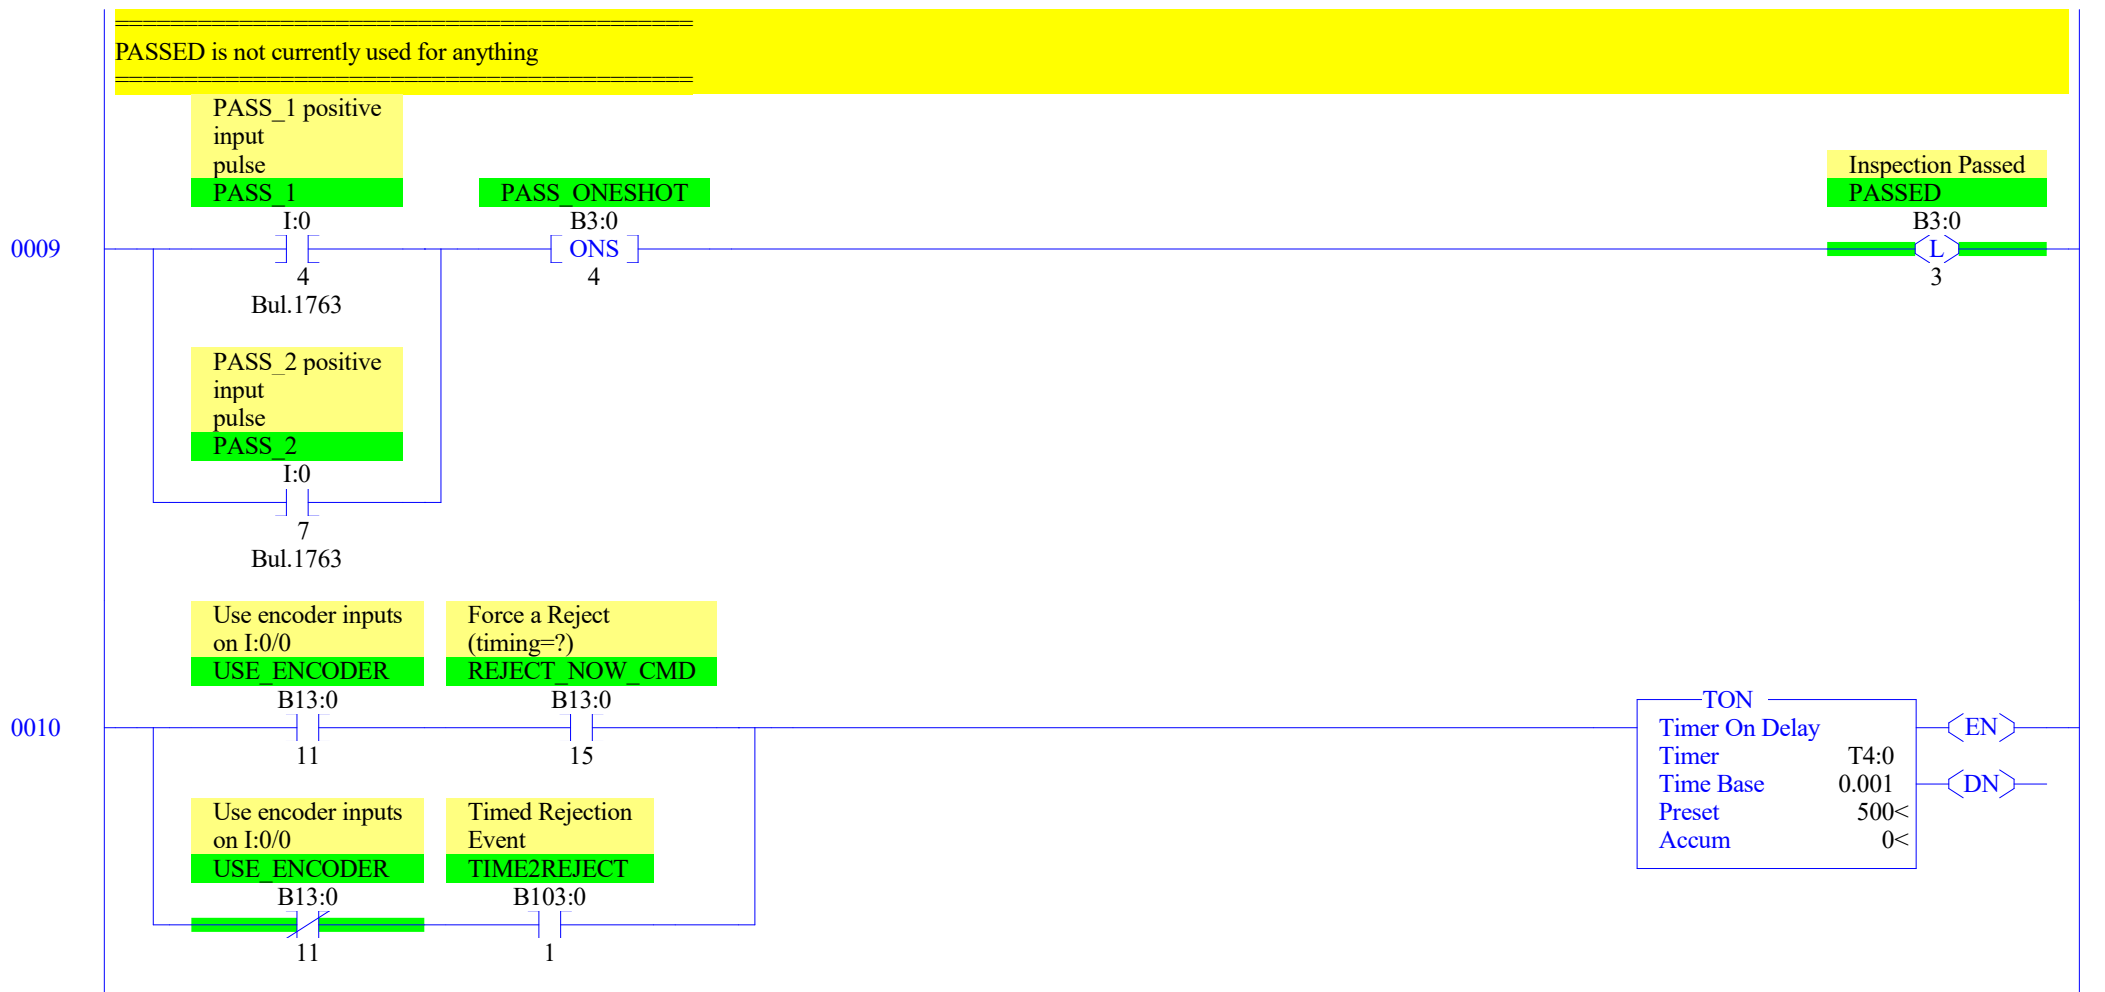 =========================================
PASSED is not currently used for anything
=========================================
PASS_1 positive
input
pulse
PASS_1
I:0
4
Bul.1763
PASS_ONESHOT
B3:0
ONS
4
Inspection Passed
PASSED
B3:0
L
3
0009
PASS_2 positive
input
pulse
PASS_2
I:0
7
Bul.1763
Use encoder inputs
on I:0/0
USE_ENCODER
B13:0
11
Force a Reject
(timing=?)
REJECT_NOW_CMD
B13:0
15
0010
TON
Timer On Delay
Timer T4:0
Time Base 0.001
Preset 500<
Accum 0<
EN
DN
Use encoder inputs
on I:0/0
USE_ENCODER
B13:0
11
Timed Rejection
Event
TIME2REJECT
B103:0
1